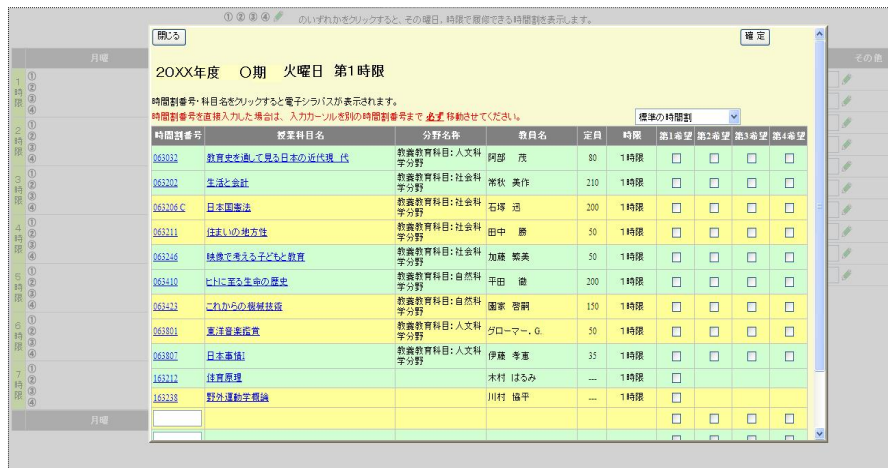 ①②③④ のいずれかをクリックすると、その曜日、時限で履修できる時間割を表示します。
閉じる 確定
月曜 その他
20XX年度 〇期 火曜日 第1時限
時間割番号・科目名をクリックすると電子シラバスが表示されます。
時間割番号を直接入力した場合は、入力カーソルを別の時間割番号まで 必ず 移動させてください。 標準の時間割
時間割番号 授業科目名 分野名称 教員名 定員 時限 第1希望 第2希望 第3希望 第4希望
063032 教育史を通して見る日本の近代現 代 教養教育科目:人文科学分野 阿部 茂 80 1時限
063202 生活と会計 教養教育科目:社会科学分野 常秋 美作 210 1時限
063206 C 日本国憲法 教養教育科目:社会科学分野 石塚 迅 200 1時限
063211 住まいの地方性 教養教育科目:社会科学分野 田中 勝 50 1時限
063246 映像で考える子どもと教育 教養教育科目:社会科学分野 加藤 繁美 50 1時限
063410 ヒトに至る生命の歴史 教養教育科目:自然科学分野 平田 徹 200 1時限
063423 これからの機械技術 教養教育科目:自然科学分野 園家 啓嗣 150 1時限
063801 東洋音楽鑑賞 教養教育科目:人文科学分野 グローマー,G. 50 1時限
063807 日本事情I 教養教育科目:人文科学分野 伊藤 孝恵 35 1時限
163212 体育原理 木村 はるみ --- 1時限
163238 野外運動学概論 川村 協平 --- 1時限
1時限 ①②③④
2時限 ①②③④
3時限 ①②③④
4時限 ①②③④
5時限 ①②③④
6時限 ①②③④
7時限 ①②③④
月曜